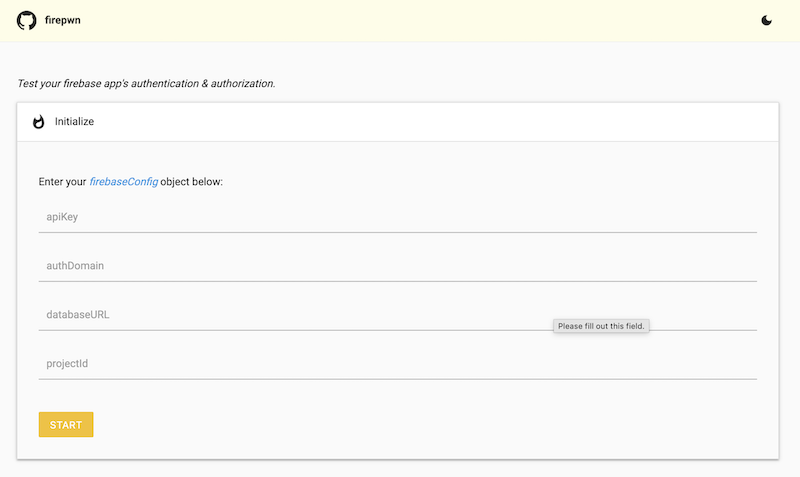 firepwn
Test your firebase app's authentication & authorization.
Initialize
Enter your firebaseConfig object below:
apiKey
authDomain
databaseURL
Please fill out this field.
projectId
START